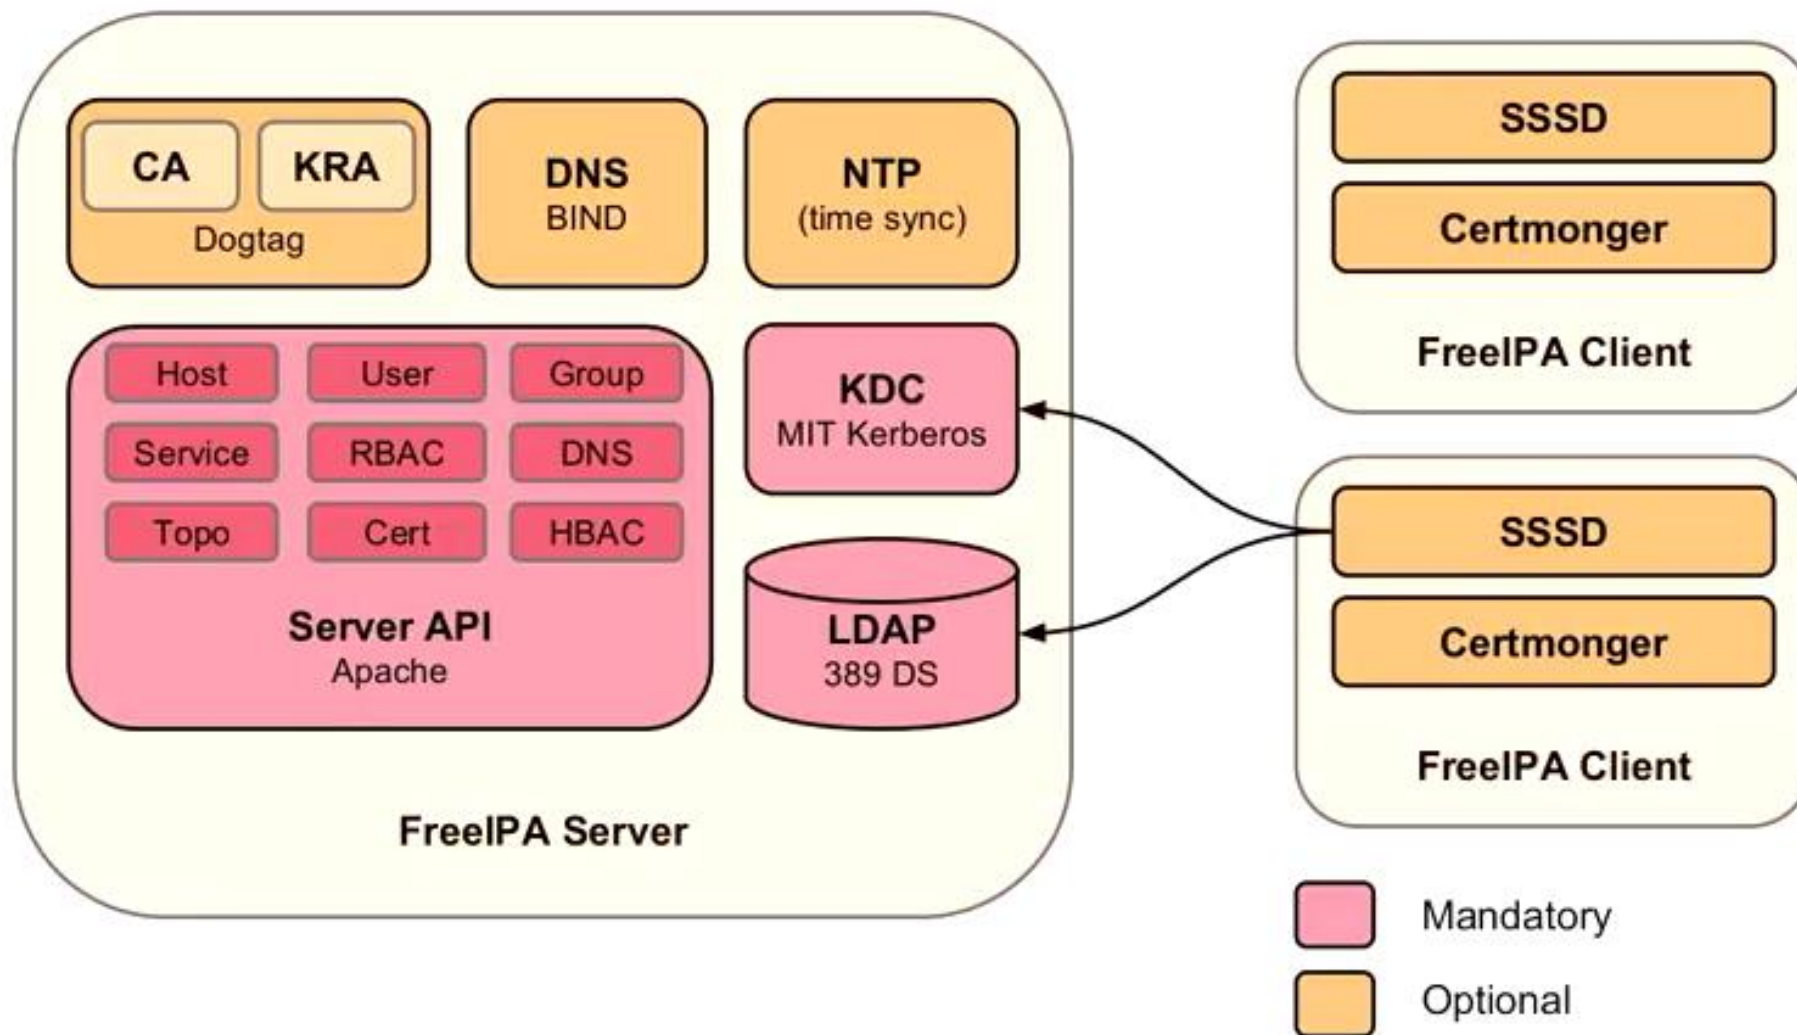 CA
KRA
Dogtag
DNS
BIND
NTP
(time sync)
Host
User
Group
Service
RBAC
DNS
Topo
Cert
HBAC
Server API
Apache
KDC
MIT Kerberos
LDAP
389 DS
FreeIPA Server
SSSD
Certmonger
FreeIPA Client
SSSD
Certmonger
FreeIPA Client
Mandatory
Optional